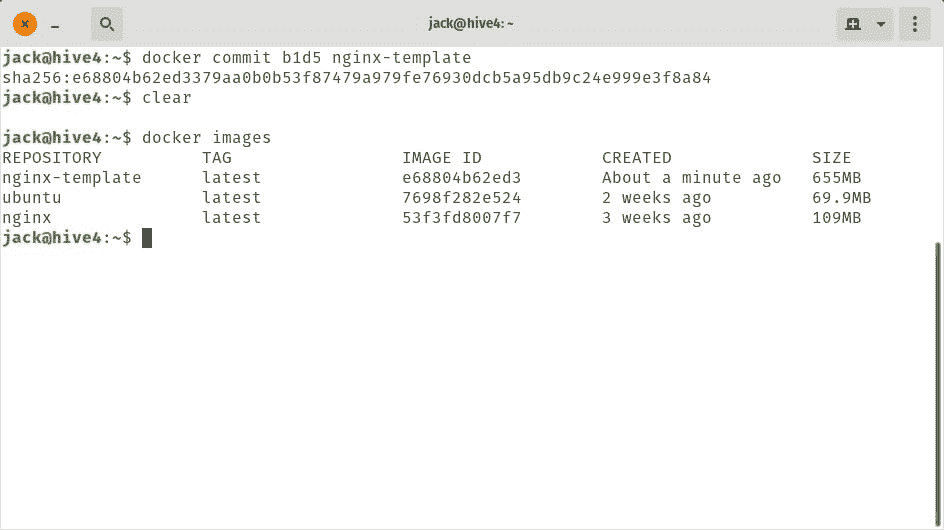 jack@hive4: ~
jack@hive4:~$ docker commit b1d5 nginx-template
sha256:e68804b62ed3379aa0b0b53f87479a979fe76930dcb5a95db9c24e999e3f8a84
jack@hive4:~$ clear
jack@hive4:~$ docker images
REPOSITORY TAG IMAGE ID CREATED SIZE
nginx-template latest e68804b62ed3 About a minute ago 655MB
ubuntu latest 7698f282e524 2 weeks ago 69.9MB
nginx latest 53f3fd8007f7 3 weeks ago 109MB
jack@hive4:~$